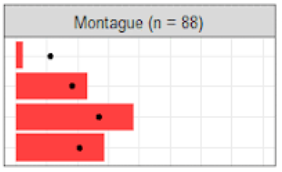 Montague (n = 88)